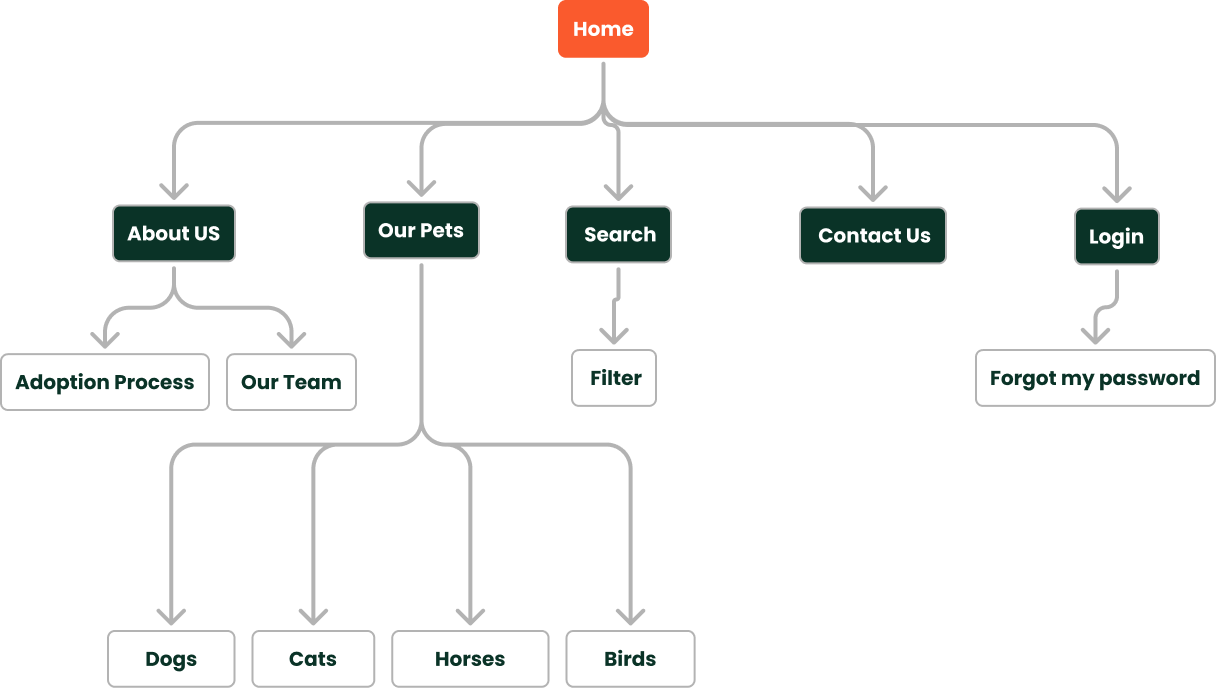 Home
About US
Our Pets
Search
Contact Us
Login
Adoption Process
Our Team
Filter
Forgot my password
Dogs
Cats
Horses
Birds